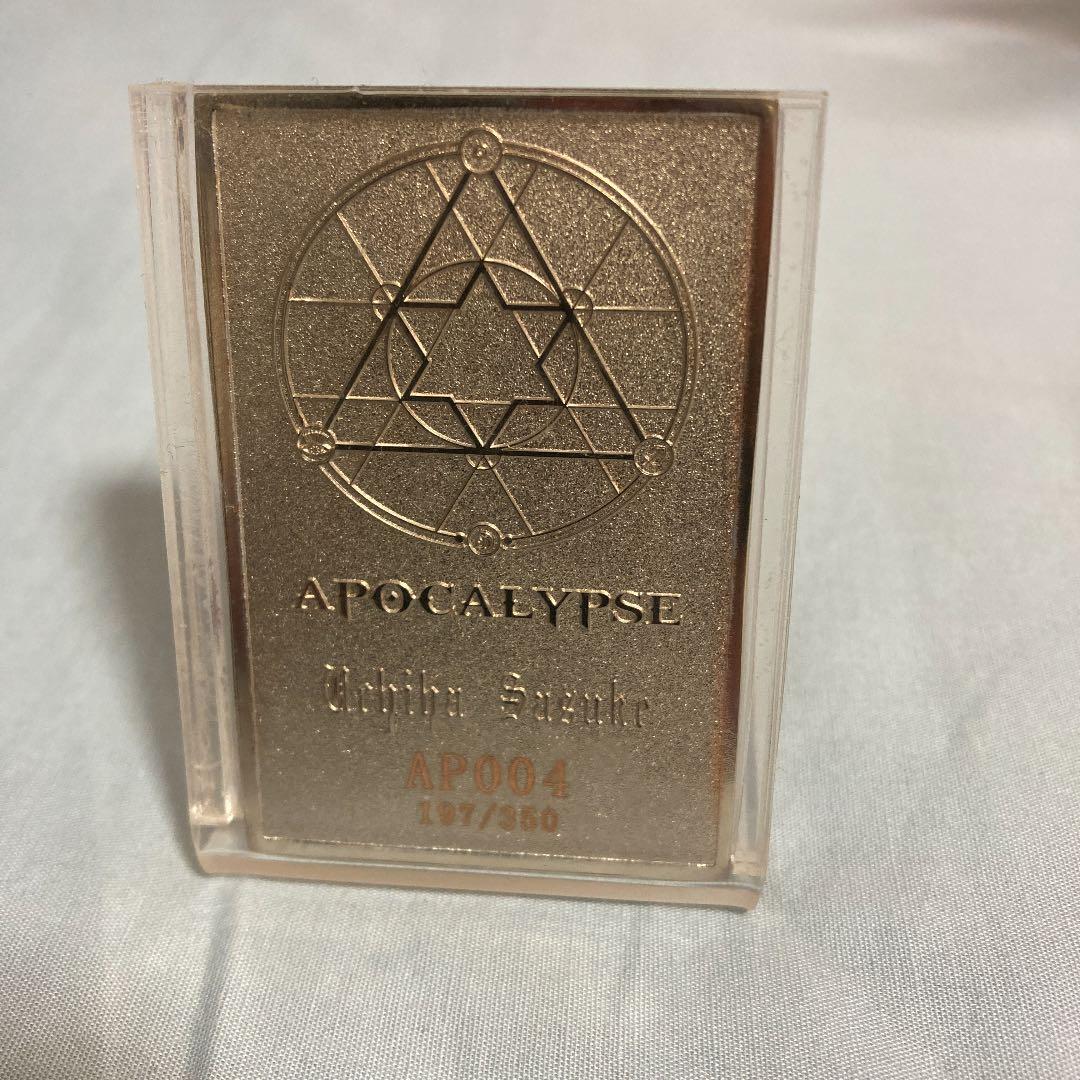 APOCALYPSE
Uchiha Sasuke
AP004
197/350